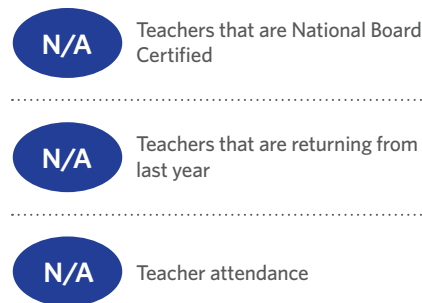 N/A
Teachers that are National Board
Certified
N/A
Teachers that are returning from
last year
N/A
Teacher attendance